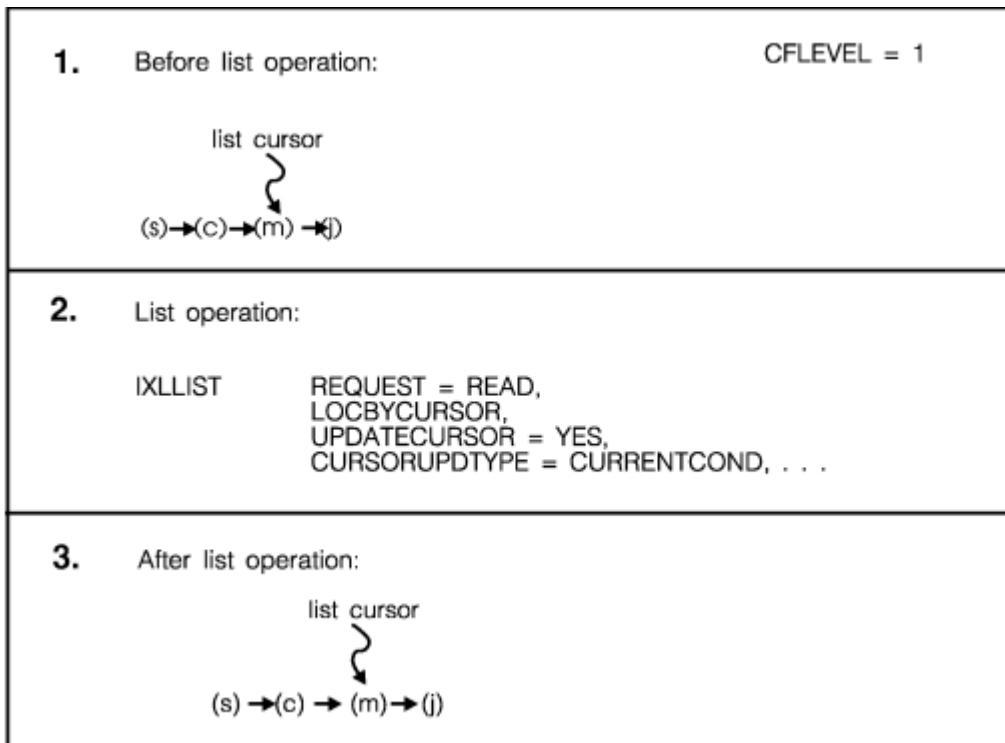 1. Before list operation: CFLEVEL = 1
list cursor
(s)→(c)→(m)→(j)
2. List operation:
IXLLIST REQUEST = READ,
LOCBYCURSOR,
UPDATECURSOR = YES,
CURSORUPDTYPE = CURRENTCOND, . . .
3. After list operation:
list cursor
(s)→(c)→(m)→(j)